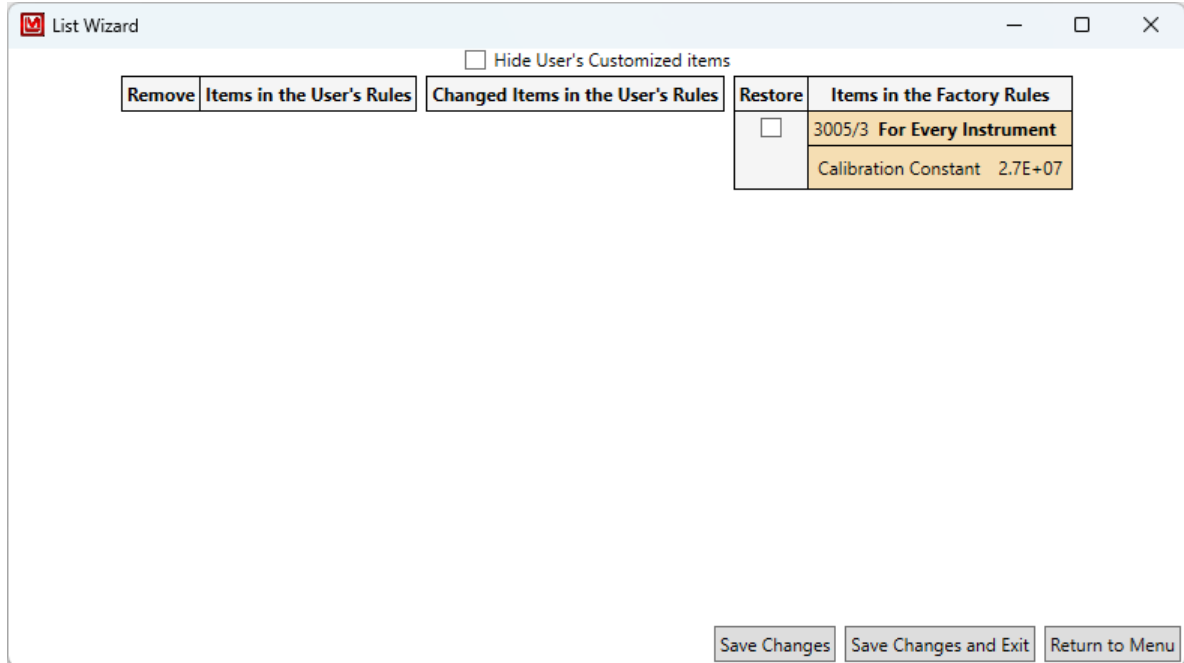 List Wizard
Hide User's Customized items
Remove Items in the User's Rules Changed Items in the User's Rules Restore Items in the Factory Rules
3005/3 For Every Instrument
Calibration Constant 2.7E+07
Save Changes Save Changes and Exit Return to Menu